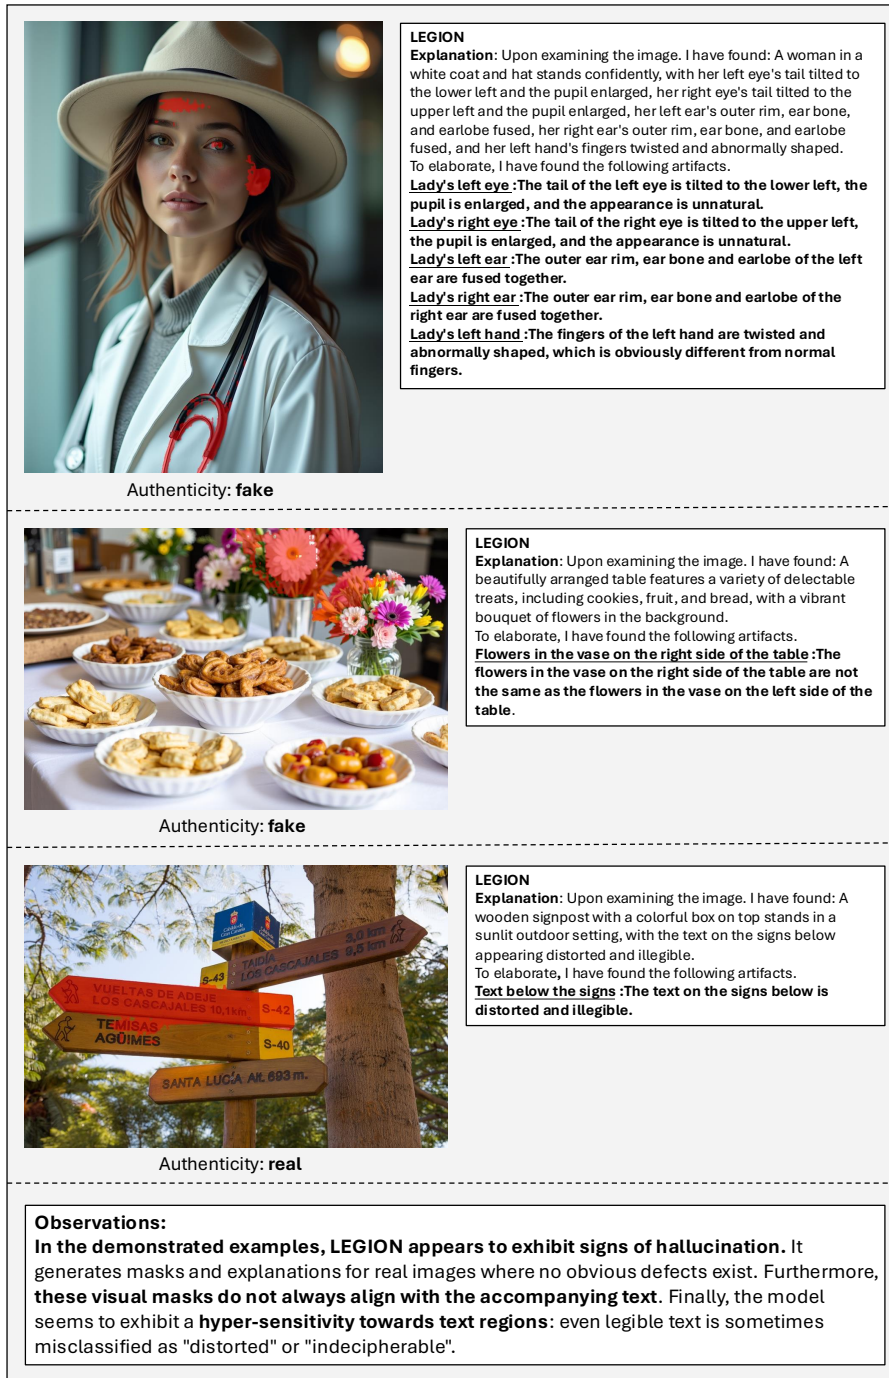 LEGION
Explanation: Upon examining the image. I have found: A woman in a
white coat and hat stands confidently, with her left eye's tail tilted to
the lower left and the pupil enlarged, her right eye's tail tilted to the
upper left and the pupil enlarged, her left ear's outer rim, ear bone,
and earlobe fused, her right ear's outer rim, ear bone, and earlobe
fused, and her left hand's fingers twisted and abnormally shaped.
To elaborate, I have found the following artifacts.
Lady's left eye :The tail of the left eye is tilted to the lower left, the
pupil is enlarged, and the appearance is unnatural.
Lady's right eye :The tail of the right eye is tilted to the upper left,
the pupil is enlarged, and the appearance is unnatural.
Lady's left ear :The outer ear rim, ear bone and earlobe of the left
ear are fused together.
Lady's right ear :The outer ear rim, ear bone and earlobe of the
right ear are fused together.
Lady's left hand :The fingers of the left hand are twisted and
abnormally shaped, which is obviously different from normal
fingers.
Authenticity: fake
LEGION
Explanation: Upon examining the image. I have found: A
beautifully arranged table features a variety of delectable
treats, including cookies, fruit, and bread, with a vibrant
bouquet of flowers in the background.
To elaborate, I have found the following artifacts.
Flowers in the vase on the right side of the table :The
flowers in the vase on the right side of the table are not
the same as the flowers in the vase on the left side of the
table.
Authenticity: fake
3,0 km
TAIDÍA
LOS CASCAJALES 9,5 km
S-43
VUELTAS DE ADEJE
LOS CASCAJALES 10,1 km
S-42
TEMISAS
AGÜIMES
S-40
SANTA LUCÍA Alt. 693 m.
LEGION
Explanation: Upon examining the image. I have found: A
wooden signpost with a colorful box on top stands in a
sunlit outdoor setting, with the text on the signs below
appearing distorted and illegible.
To elaborate, I have found the following artifacts.
Text below the signs :The text on the signs below is
distorted and illegible.
Authenticity: real
Observations:
In the demonstrated examples, LEGION appears to exhibit signs of hallucination. It
generates masks and explanations for real images where no obvious defects exist. Furthermore,
these visual masks do not always align with the accompanying text. Finally, the model
seems to exhibit a hyper-sensitivity towards text regions: even legible text is sometimes
misclassified as "distorted" or "indecipherable".